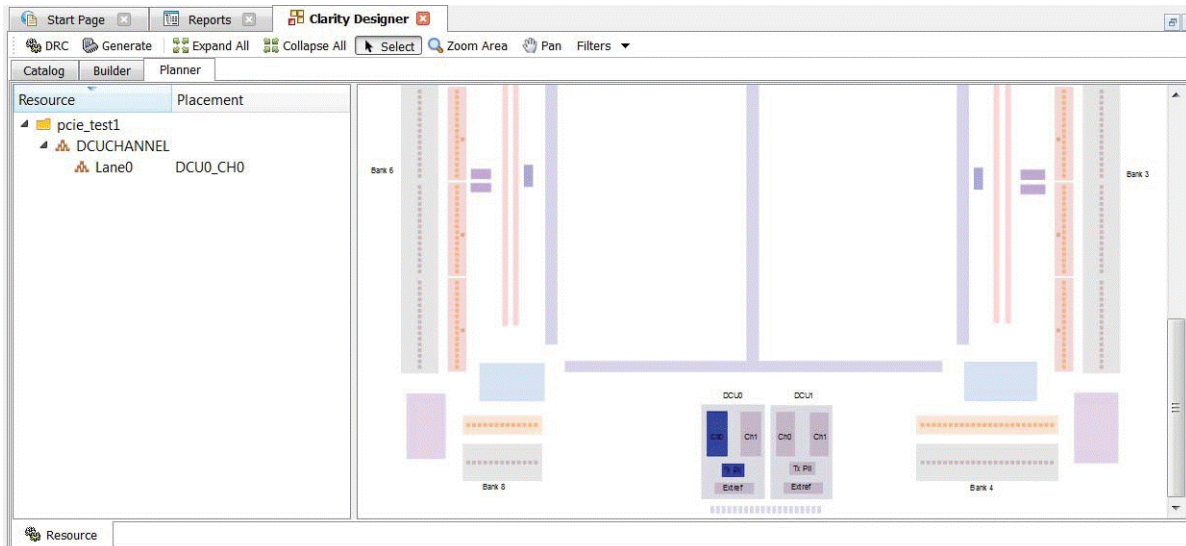 Start Page Reports Clarity Designer
DRC Generate Expand All Collapse All Select Zoom Area Pan Filters
Catalog Builder Planner
Resource Placement
pcie_test1
DCUCHANNEL
Lane0 DCU0_CH0
Bank 6 Bank 3
DCU0 DCU1
Ch0 Ch1 Ch0 Ch1
Tx Pll Tx Pll
Extref Extref
Bank 8 Bank 4
Resource